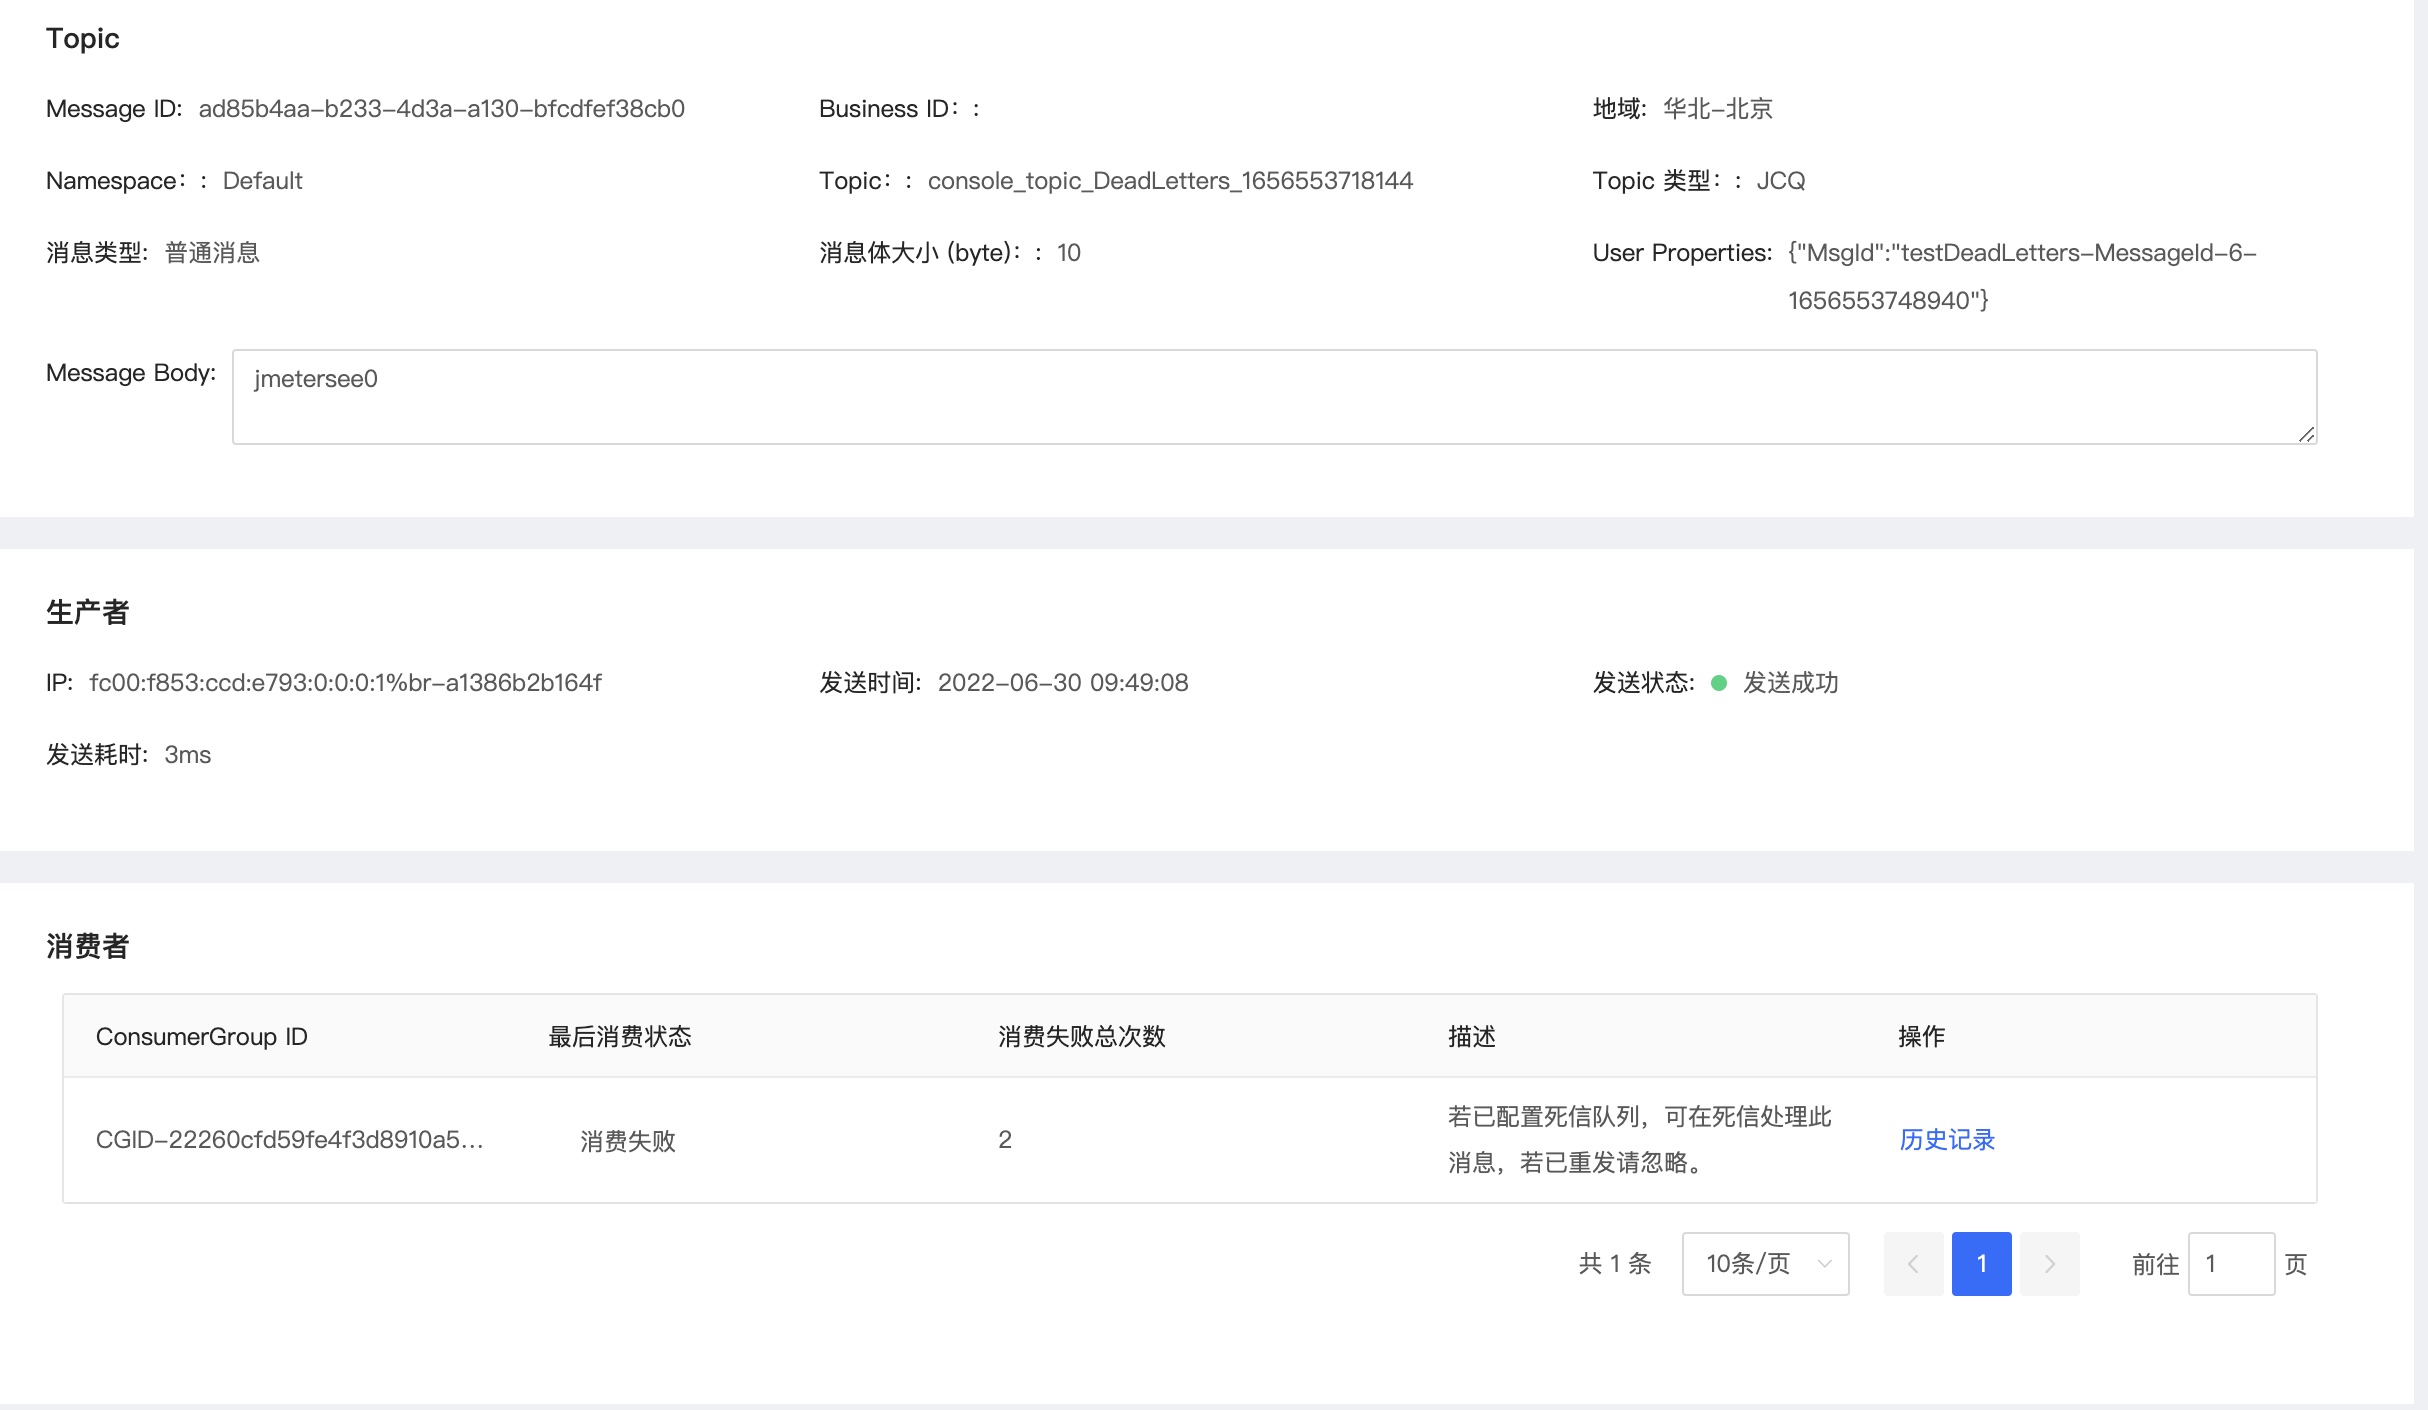 Topic
Message ID: ad85b4aa-b233-4d3a-a130-bfcdfef38cb0
Business ID： :
地域: 华北-北京
Namespace： : Default
Topic： : console_topic_DeadLetters_1656553718144
Topic 类型： : JCQ
消息类型: 普通消息
消息体大小 (byte)： : 10
User Properties: {"MsgId":"testDeadLetters-MessageId-6-
1656553748940"}
Message Body: jmetersee0
生产者
IP: fc00:f853:ccd:e793:0:0:0:1%br-a1386b2b164f
发送时间: 2022-06-30 09:49:08
发送状态: 发送成功
发送耗时: 3ms
消费者
ConsumerGroup ID 最后消费状态 消费失败总次数 描述 操作
CGID-22260cfd59fe4f3d8910a5... 消费失败 2 若已配置死信队列，可在死信处理此
消息，若已重发请忽略。
历史记录
共 1 条 10条/页 1 前往 1 页